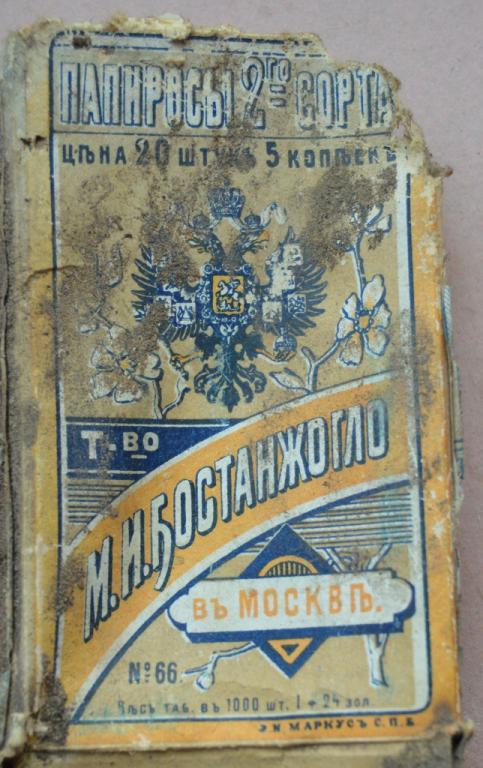 ПАПИРОСЫ 2ГО СОРТА
ЦѢНА 20 ШТУКЪ 5 КОПѢЕКЪ
Т-ВО
М.И.БОСТАНЖОГЛО
ВЪ МОСКВѢ.
№ 66.
ВѢСЪ ТАБ. ВЪ 1000 ШТ. 1 24 ЗОЛ.
МАРКУСЪ С.П.Б